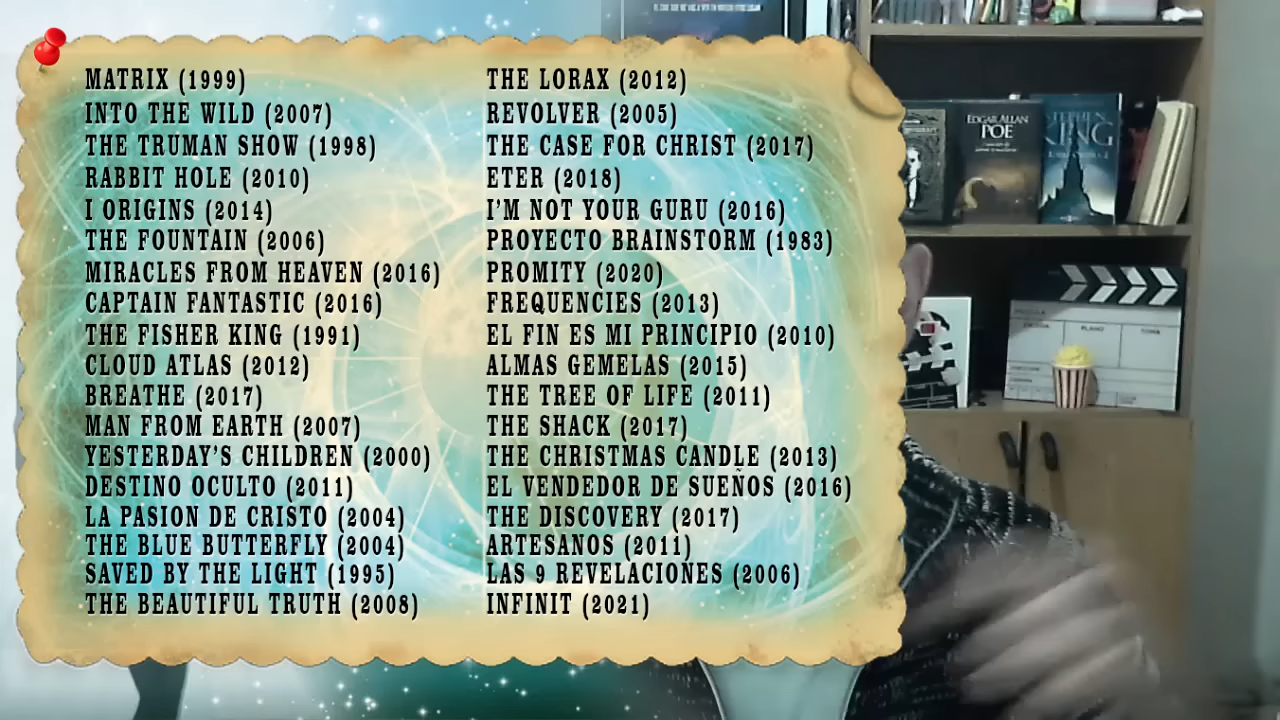 MATRIX (1999)
INTO THE WILD (2007)
THE TRUMAN SHOW (1998)
RABBIT HOLE (2010)
I ORIGINS (2014)
THE FOUNTAIN (2006)
MIRACLES FROM HEAVEN (2016)
CAPTAIN FANTASTIC (2016)
THE FISHER KING (1991)
CLOUD ATLAS (2012)
BREATHE (2017)
MAN FROM EARTH (2007)
YESTERDAY'S CHILDREN (2000)
DESTINO OCULTO (2011)
LA PASION DE CRISTO (2004)
THE BLUE BUTTERFLY (2004)
SAVED BY THE LIGHT (1995)
THE BEAUTIFUL TRUTH (2008)
THE LORAX (2012)
REVOLVER (2005)
THE CASE FOR CHRIST (2017)
ETER (2018)
I'M NOT YOUR GURU (2016)
PROYECTO BRAINSTORM (1983)
PROMITY (2020)
FREQUENCIES (2013)
EL FIN ES MI PRINCIPIO (2010)
ALMAS GEMELAS (2015)
THE TREE OF LIFE (2011)
THE SHACK (2017)
THE CHRISTMAS CANDLE (2013)
EL VENDEDOR DE SUEÑOS (2016)
THE DISCOVERY (2017)
ARTESANOS (2011)
LAS 9 REVELACIONES (2006)
INFINIT (2021)
EDGAR ALLAN
POE
STEPHEN
KING
PLANO
TOMA